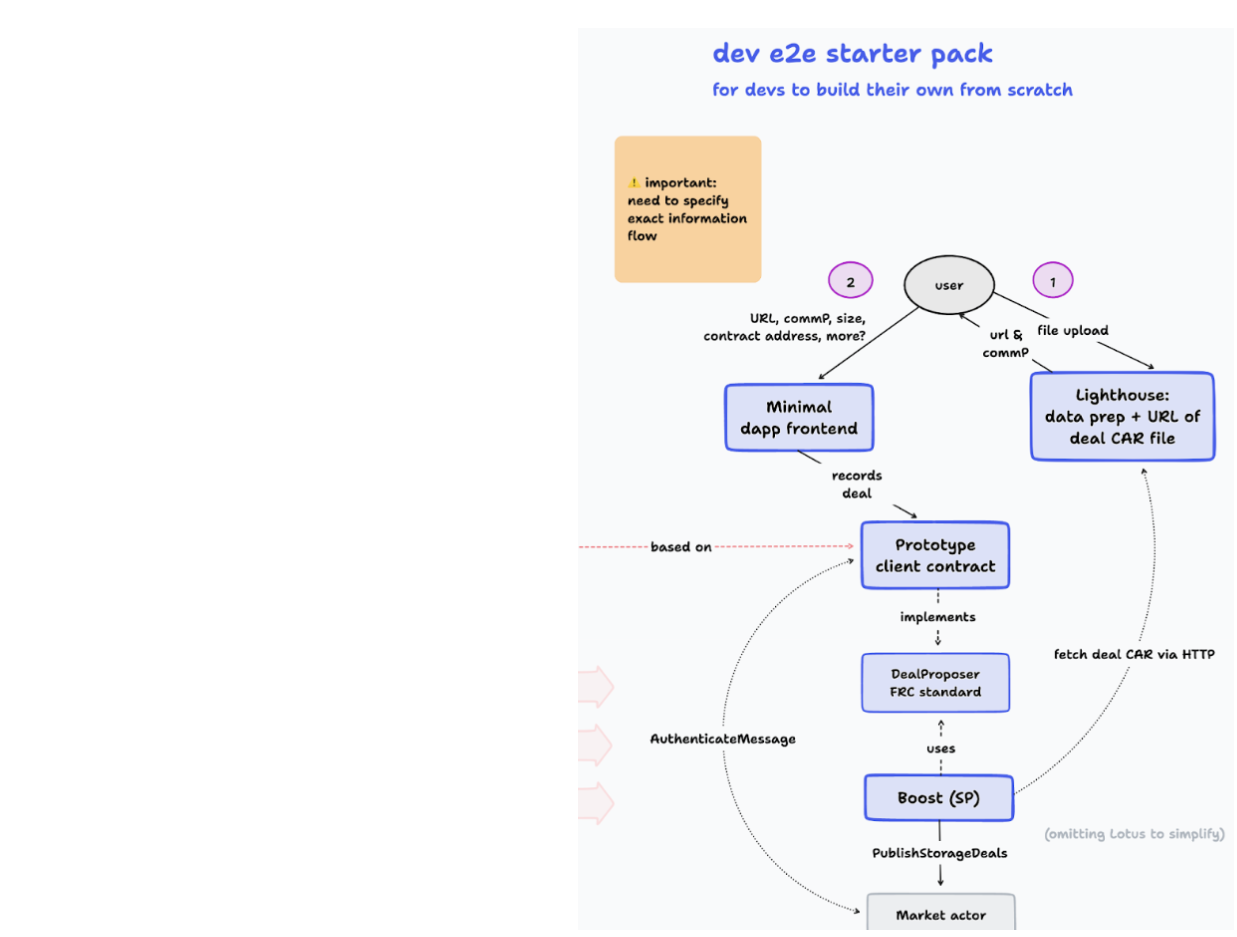 dev e2e starter pack
for devs to build their own from scratch
⚠️ important:
need to specify
exact information
flow
2
user
1
URL, commP, size,
contract address, more?
url &
commP
file upload
Minimal
dapp frontend
Lighthouse:
data prep + URL of
deal CAR file
records
deal
based on
Prototype
client contract
implements
DealProposer
FRC standard
fetch deal CAR via HTTP
AuthenticateMessage
uses
Boost (SP)
(omitting Lotus to simplify)
PublishStorageDeals
Market actor